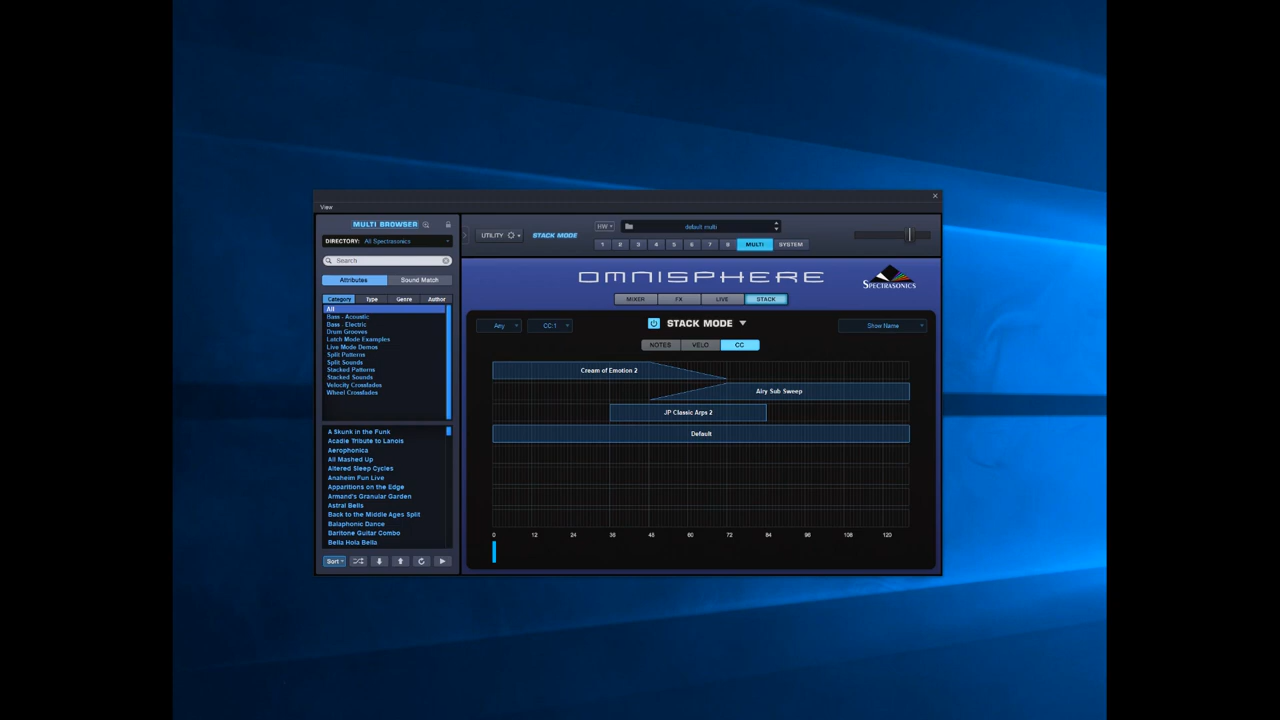 View
MULTI BROWSER
DIRECTORY: All Spectrasonics
Search
Attributes Sound Match
Category Type Genre Author
All
Bass - Acoustic
Bass - Electric
Drum Grooves
Latch Mode Examples
Live Mode Demos
Split Patterns
Split Sounds
Stacked Patterns
Stacked Sounds
Velocity Crossfades
Wheel Crossfades
A Skunk in the Funk
Acadie Tribute to Lanois
Aerophonica
All Mashed Up
Altered Sleep Cycles
Anaheim Fun Live
Apparitions on the Edge
Armand's Granular Garden
Astral Bells
Back to the Middle Ages Split
Balaphonic Dance
Baritone Guitar Combo
Bella Hola Bella
Sort
UTILITY STACK MODE HW default multi
1 2 3 4 5 6 7 8 MULTI SYSTEM
OMNISPHERE
SPECTRASONICS
MIXER FX LIVE STACK
Any CC:1 STACK MODE Show Name
NOTES VELO CC
Cream of Emotion 2
Airy Sub Sweep
JP Classic Arps 2
Default
0 12 24 36 48 60 72 84 96 108 120